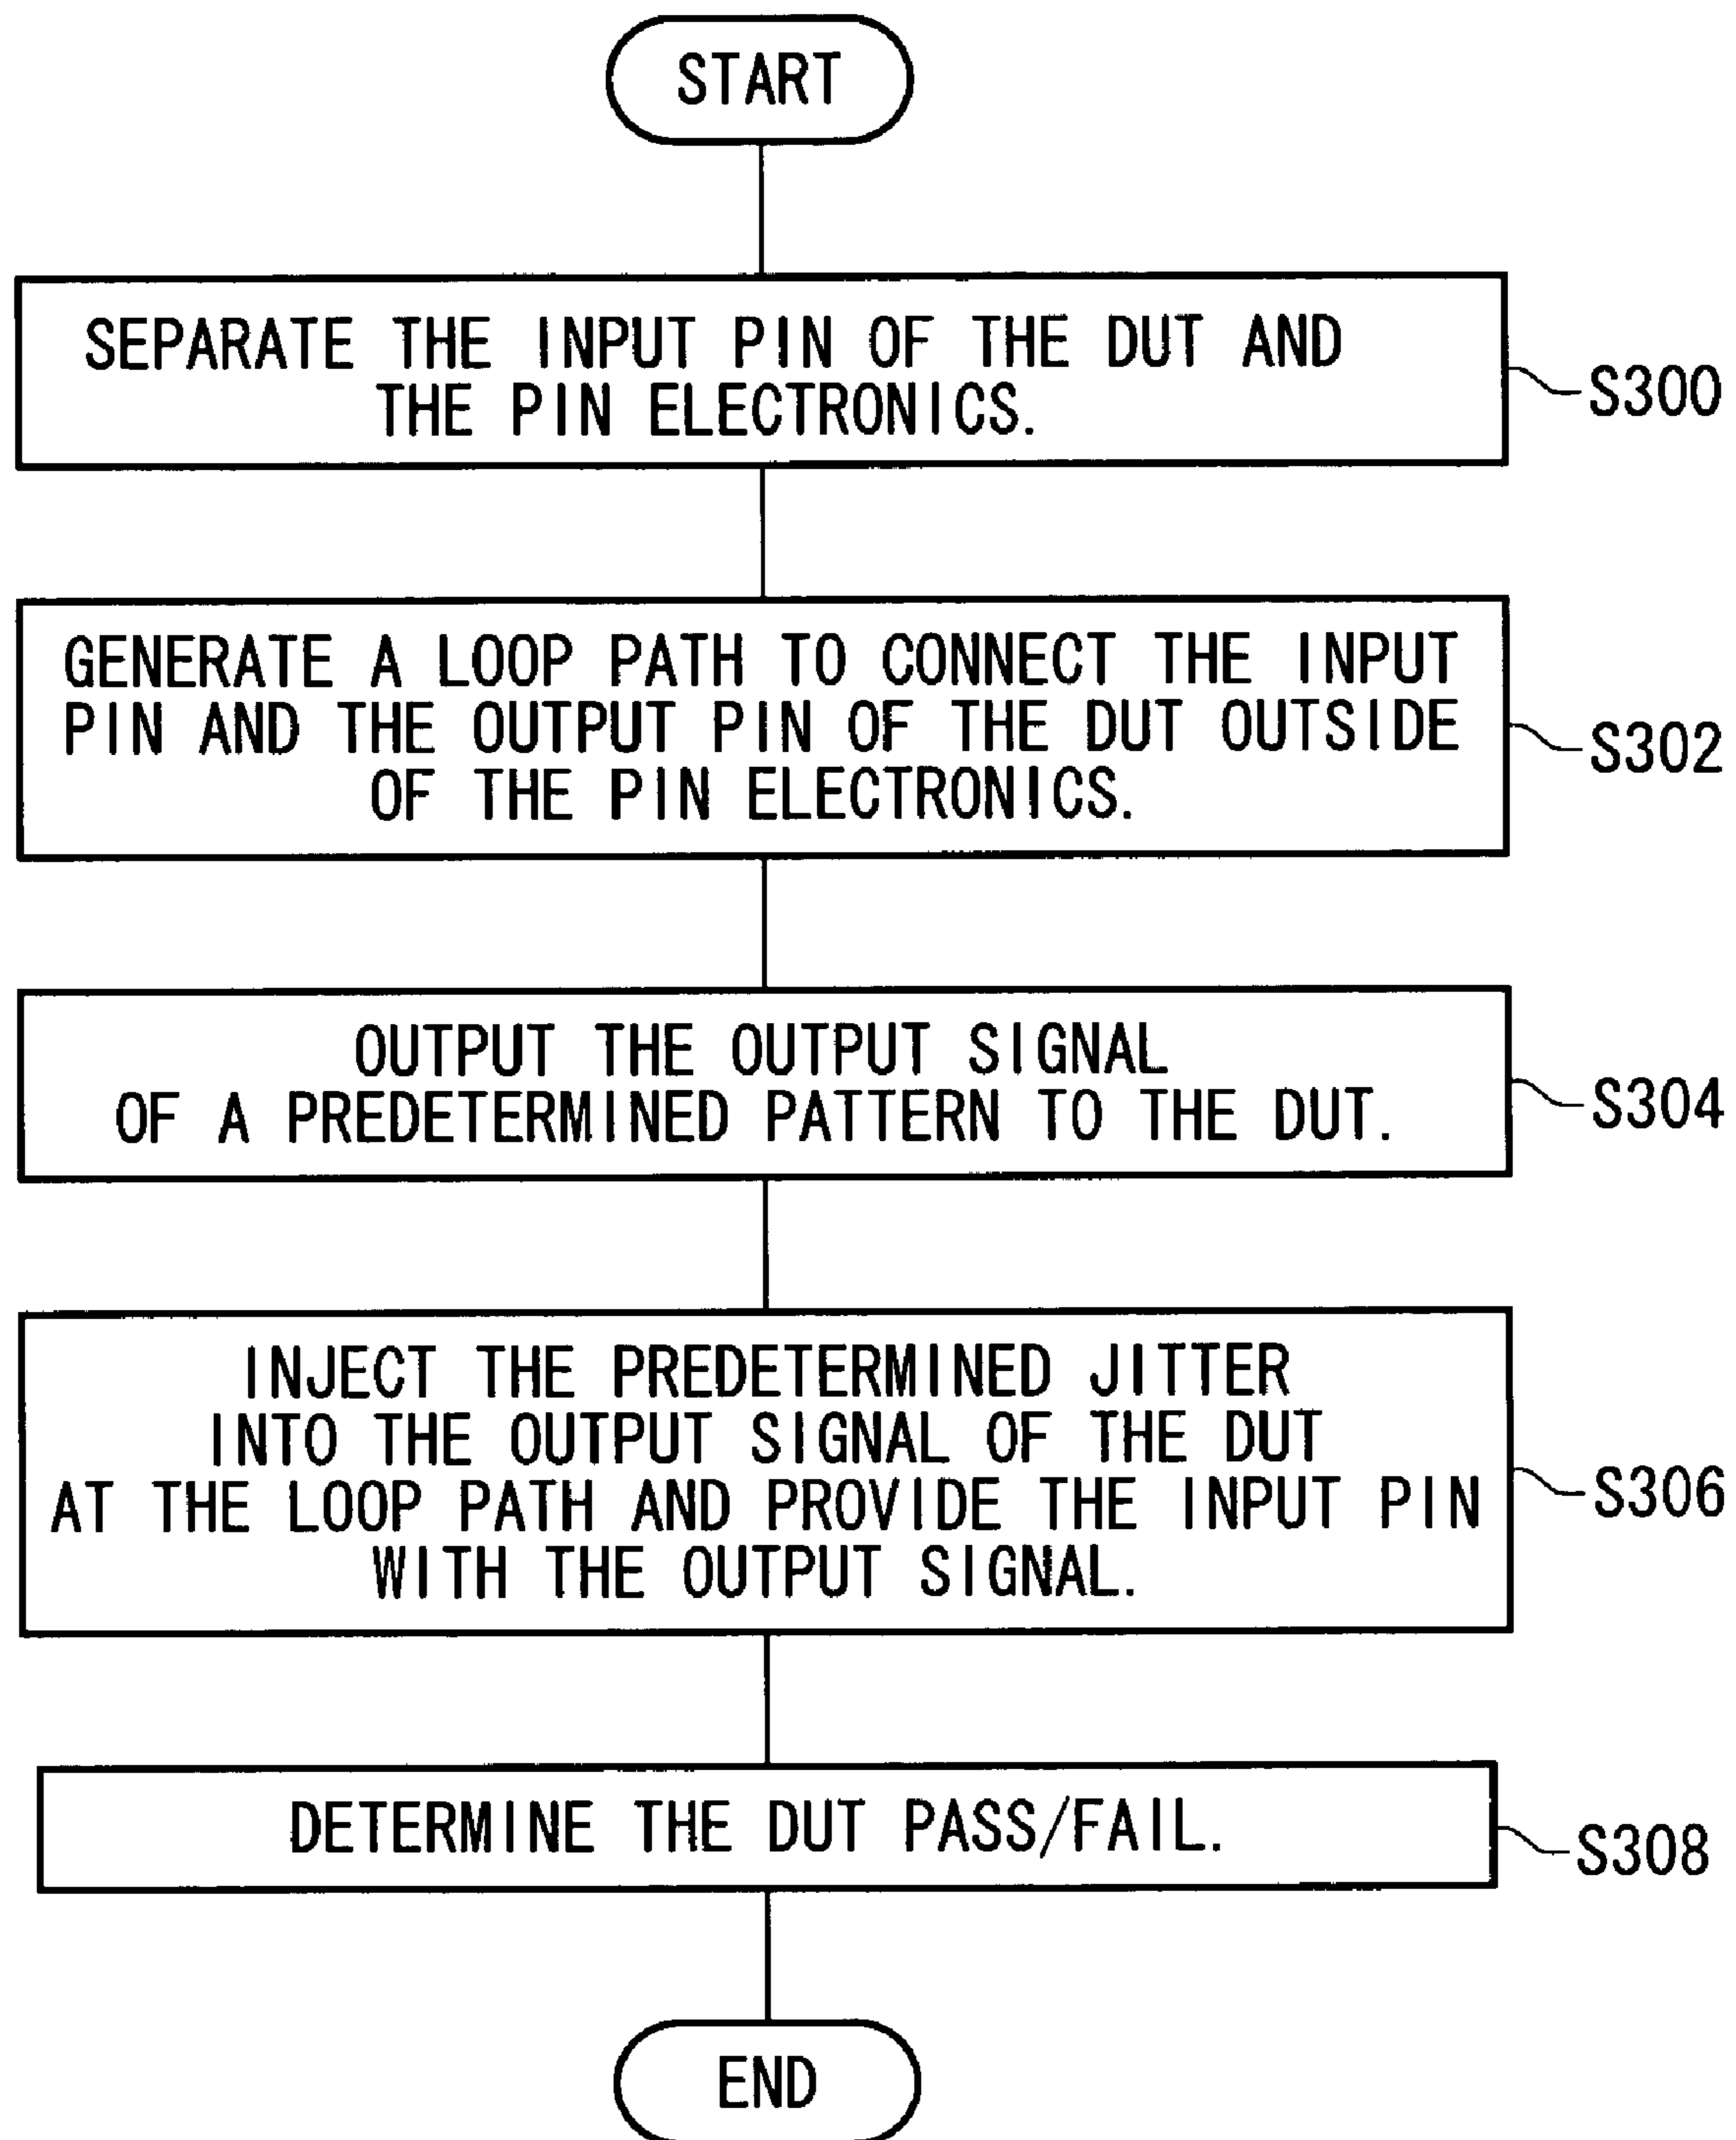 START
SEPARATE THE INPUT PIN OF THE DUT AND
THE PIN ELECTRONICS.
S300
GENERATE A LOOP PATH TO CONNECT THE INPUT
PIN AND THE OUTPUT PIN OF THE DUT OUTSIDE
OF THE PIN ELECTRONICS.
S302
OUTPUT THE OUTPUT SIGNAL
OF A PREDETERMINED PATTERN TO THE DUT.
S304
INJECT THE PREDETERMINED JITTER
INTO THE OUTPUT SIGNAL OF THE DUT
AT THE LOOP PATH AND PROVIDE THE INPUT PIN
WITH THE OUTPUT SIGNAL.
S306
DETERMINE THE DUT PASS/FAIL.
S308
END